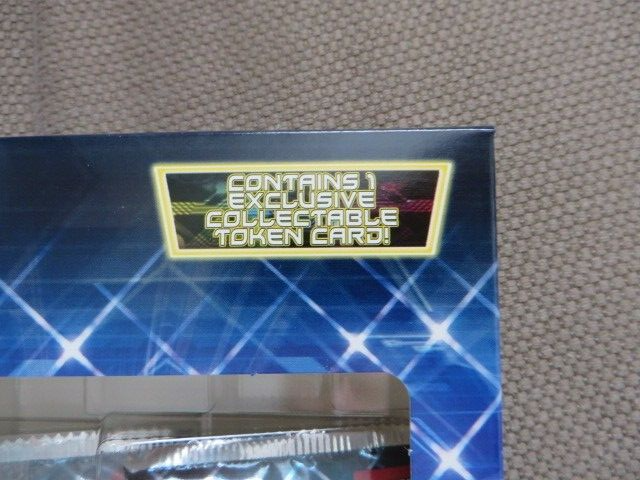 CONTAINS 1
EXCLUSIVE
COLLECTABLE
TOKEN CARD!